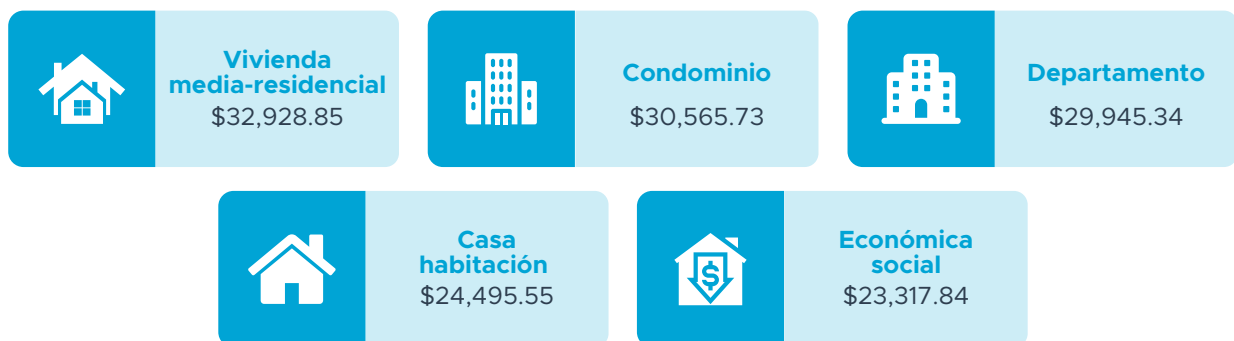 Vivienda
media-residencial
$32,928.85
Condominio
$30,565.73
Departamento
$29,945.34
Casa
habitación
$24,495.55
Económica
social
$23,317.84
$